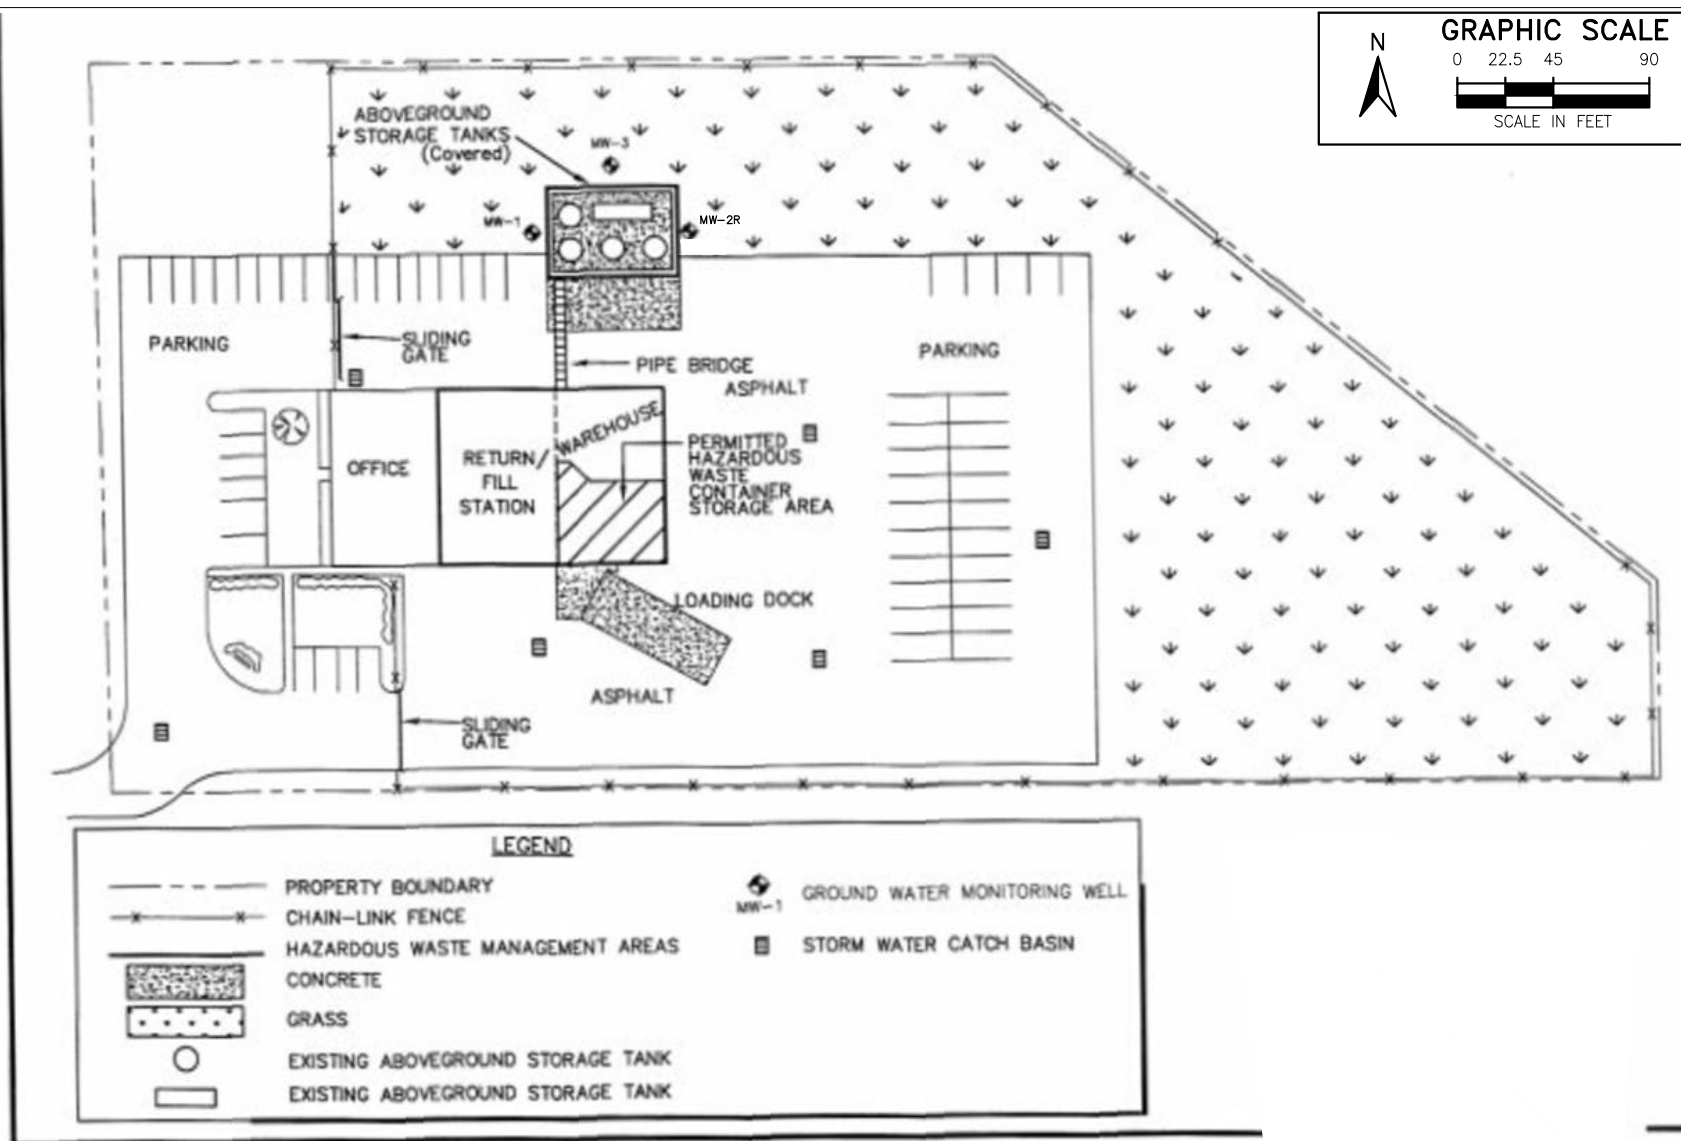 GRAPHIC SCALE
N
0 22.5 45 90
SCALE IN FEET
ABOVEGROUND
STORAGE TANKS
(Covered)
MW-3
MW-1
MW-2R
PARKING
SLIDING
GATE
PIPE BRIDGE
ASPHALT
PARKING
OFFICE
RETURN/
FILL
STATION
WAREHOUSE
PERMITTED
HAZARDOUS
WASTE
CONTAINER
STORAGE AREA
LOADING DOCK
ASPHALT
SLIDING
GATE
LEGEND
PROPERTY BOUNDARY
CHAIN-LINK FENCE
HAZARDOUS WASTE MANAGEMENT AREAS
CONCRETE
GRASS
EXISTING ABOVEGROUND STORAGE TANK
EXISTING ABOVEGROUND STORAGE TANK
MW-1
GROUND WATER MONITORING WELL
STORM WATER CATCH BASIN